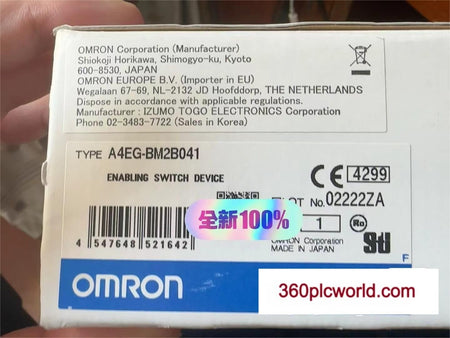 OMRON Corporation (Manufacturer)
Shiokoji Horikawa, Shimogyo-ku, Kyoto
600-8530, JAPAN
OMRON EUROPE B.V. (Importer in EU)
Wegalaan 67-69, NL-2132 JD Hoofddorp, THE NETHERLANDS
Dispose in accordance with applicable regulations.
Manufacturer : IZUMO TOGO ELECTRONICS Corporation
Phone 02-3483-7722 (Sales in Korea)
TYPE A4EG-BM2B041
ENABLING SWITCH DEVICE
CE 4299
LOT No. 02222ZA
全新100%
1
4 547648 521642
OMRON Corporation
MADE IN JAPAN
F
OMRON
360plcworld.com